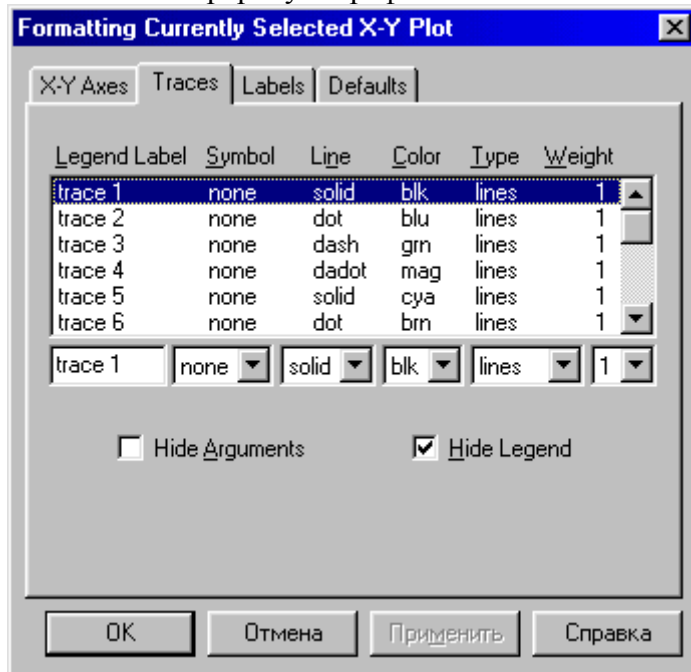 Formatting Currently Selected X-Y Plot
X-Y Axes Traces Labels Defaults
Legend Label Symbol Line Color Type Weight
trace 1 none solid blk lines 1
trace 2 none dot blu lines 1
trace 3 none dash grn lines 1
trace 4 none dadot mag lines 1
trace 5 none solid cya lines 1
trace 6 none dot brn lines 1
trace 1 none solid blk lines 1
Hide Arguments Hide Legend
OK Отмена Применить Справка